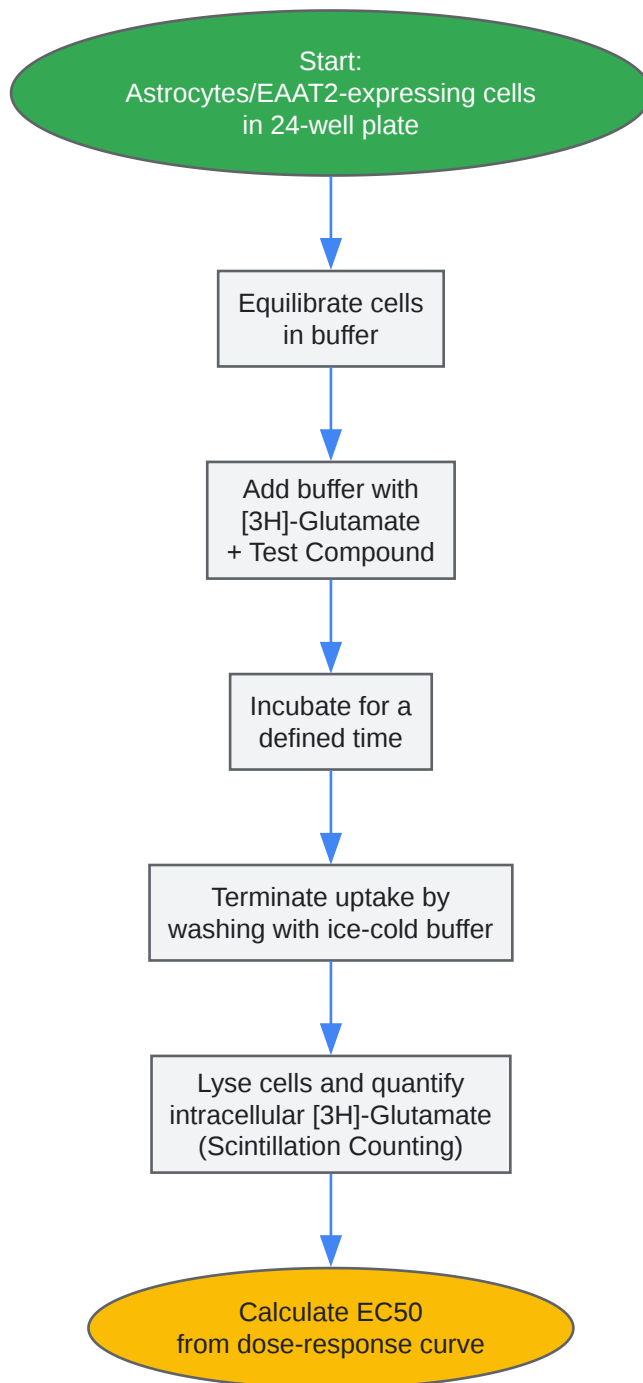 Start:
Astrocytes/EAAT2-expressing cells
in 24-well plate
Equilibrate cells
in buffer
Add buffer with
[3H]-Glutamate
+ Test Compound
Incubate for a
defined time
Terminate uptake by
washing with ice-cold buffer
Lyse cells and quantify
intracellular [3H]-Glutamate
(Scintillation Counting)
Calculate EC50
from dose-response curve